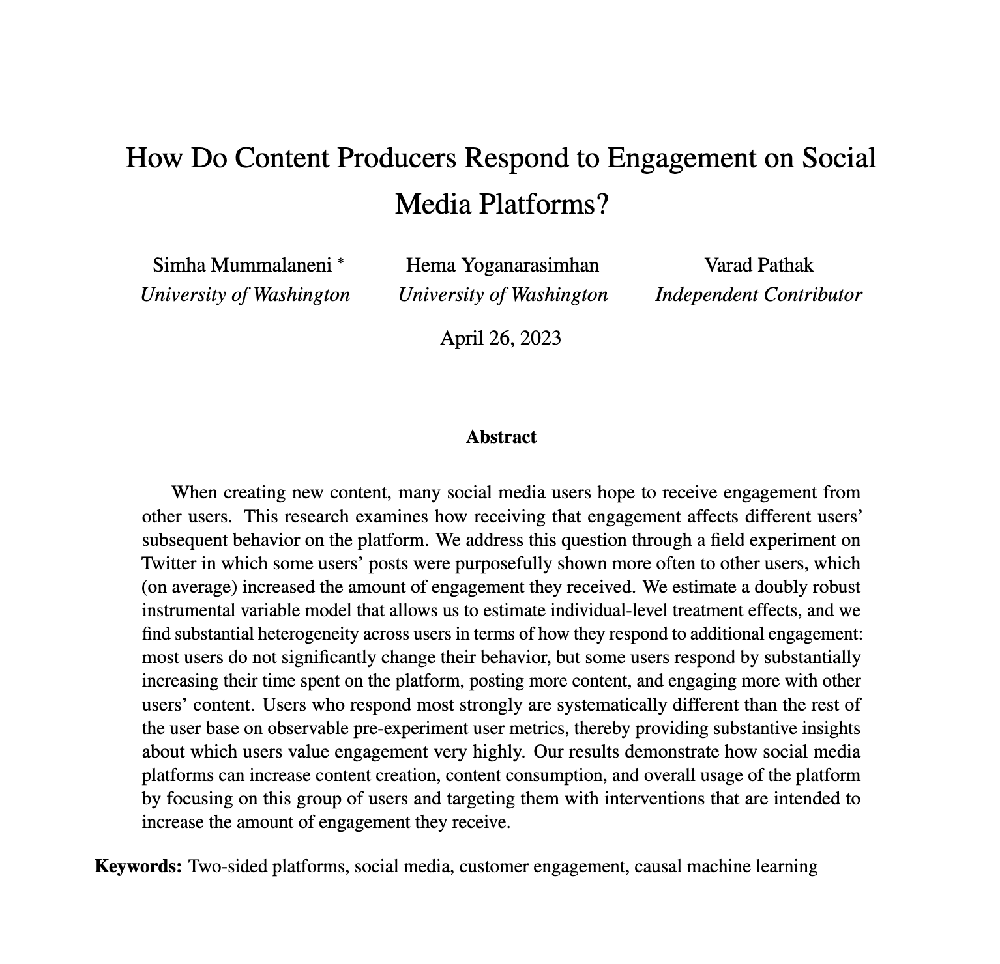 How Do Content Producers Respond to Engagement on Social
Media Platforms?
Simha Mummalaneni * Hema Yoganarasimhan Varad Pathak
University of Washington University of Washington Independent Contributor
April 26, 2023
Abstract
When creating new content, many social media users hope to receive engagement from
other users. This research examines how receiving that engagement affects different users’
subsequent behavior on the platform. We address this question through a field experiment on
Twitter in which some users’ posts were purposefully shown more often to other users, which
(on average) increased the amount of engagement they received. We estimate a doubly robust
instrumental variable model that allows us to estimate individual-level treatment effects, and we
find substantial heterogeneity across users in terms of how they respond to additional engagement:
most users do not significantly change their behavior, but some users respond by substantially
increasing their time spent on the platform, posting more content, and engaging more with other
users’ content. Users who respond most strongly are systematically different than the rest of
the user base on observable pre-experiment user metrics, thereby providing substantive insights
about which users value engagement very highly. Our results demonstrate how social media
platforms can increase content creation, content consumption, and overall usage of the platform
by focusing on this group of users and targeting them with interventions that are intended to
increase the amount of engagement they receive.
Keywords: Two-sided platforms, social media, customer engagement, causal machine learning